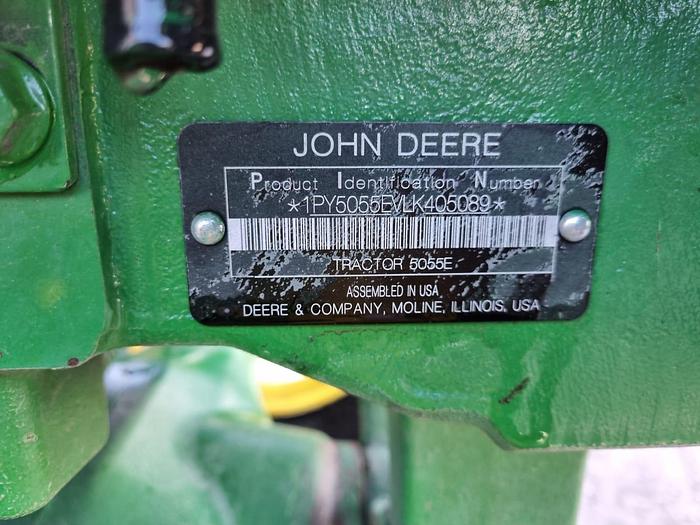 JOHN DEERE
Product Identification Number
*1PY5055EVLK405089*
TRACTOR 5055E
ASSEMBLED IN USA
DEERE & COMPANY, MOLINE, ILLINOIS, USA